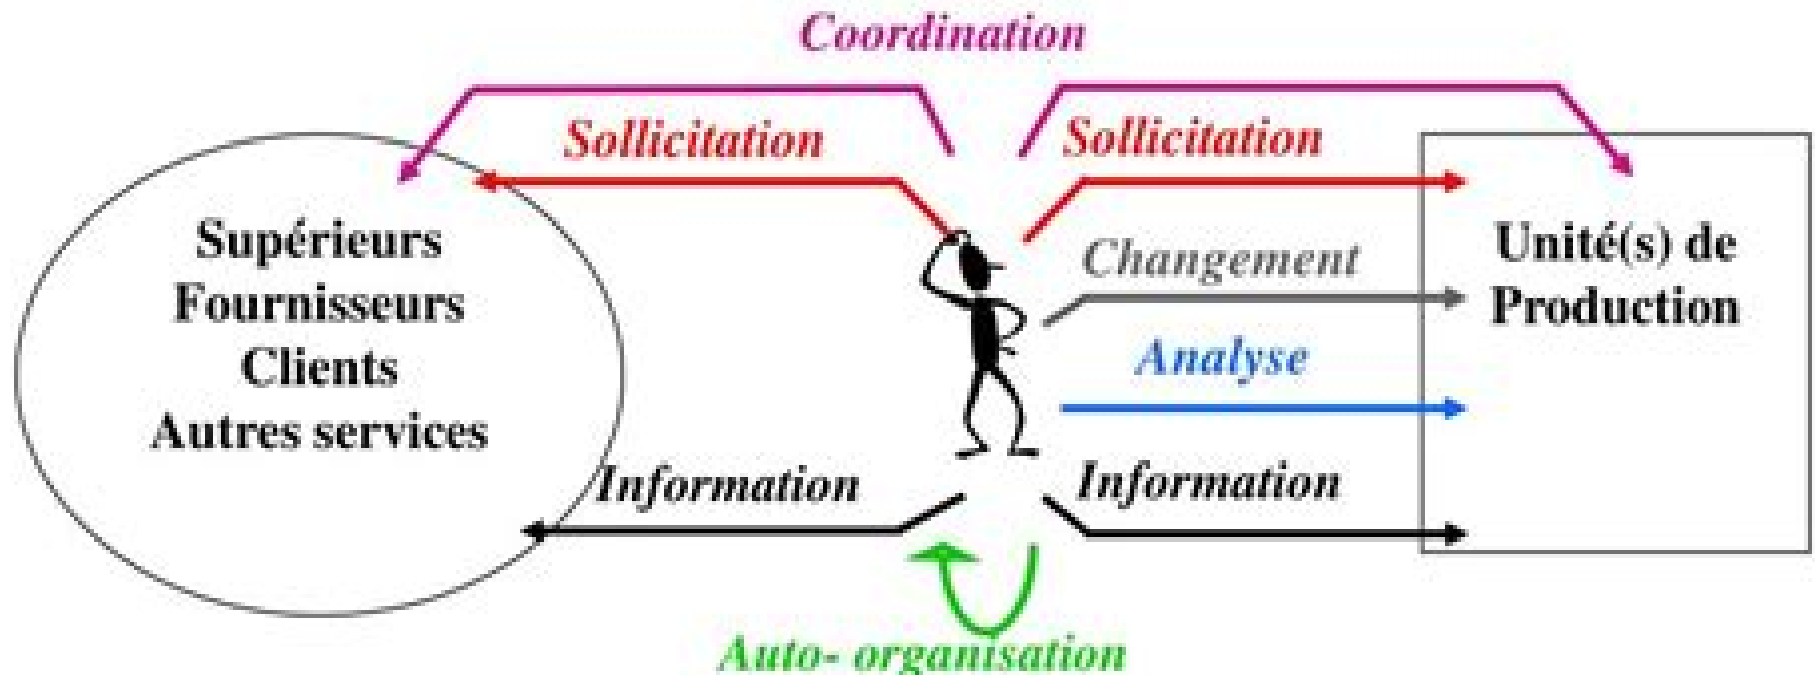 Coordination
Sollicitation
Sollicitation
Supérieurs
Fournisseurs
Clients
Autres services
Changement
Analyse
Unité(s) de
Production
Information
Information
Auto- organisation